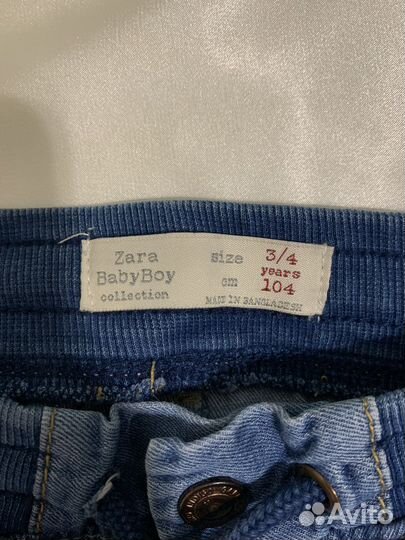 Zara
BabyBoy
collection
size 3/4
years
cm 104
MADE IN BANGLADESH
Avito